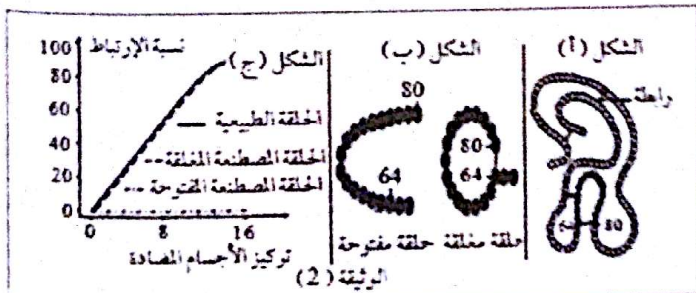 الشكل (أ)
رابطة
6
80
الشكل (ب)
80
64
80
64
حلقة مفتوحة
حلقة مغلقة
نسبة الإرتباط
الشكل (ج)
100
80
60
40
20
0
الحلقة الطبيعية
الحلقة المصطنعة المغلقة
الحلقة المصطنعة المفتوحة
0
8
16
تركيز الأجسام المضادة
الوثيقة (2)